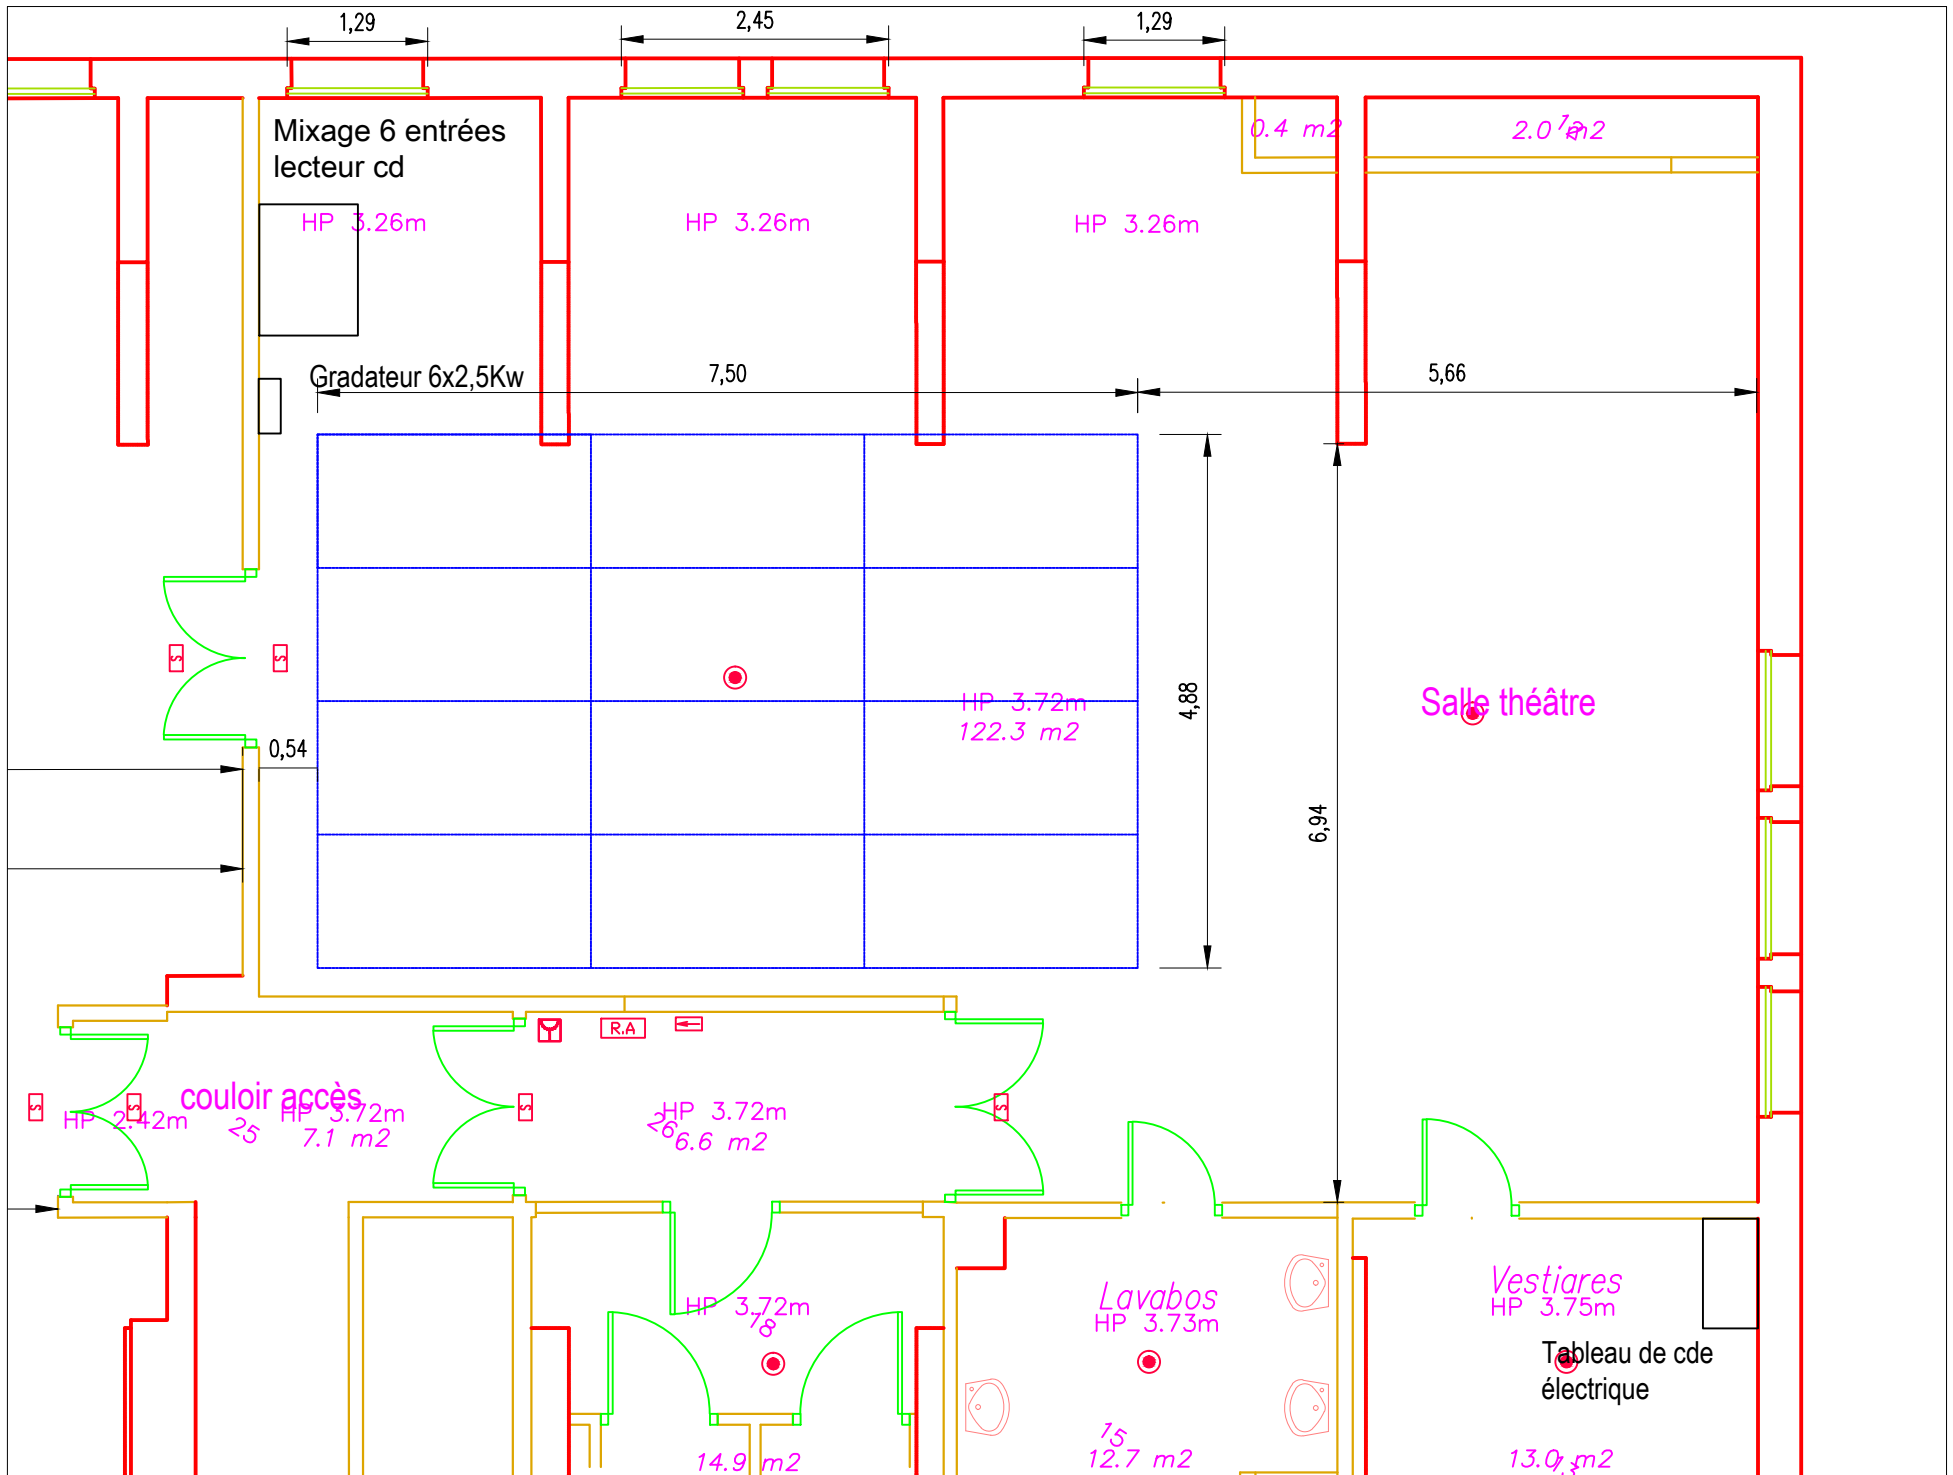 1,29
2,45
1,29
Mixage 6 entrées
lecteur cd
0.4 m2
2.0 m2
12
HP 3.26m
HP 3.26m
HP 3.26m
Gradateur 6x2,5Kw
7,50
5,66
S
S
HP 3.72m
122.3 m2
4,88
Salle théâtre
0,54
6,94
R.A
couloir accès
S
S
S
S
HP 2.42m
HP 3.72m
25
7.1 m2
HP 3.72m
26
6.6 m2
HP 3.72m
18
Lavabos
HP 3.73m
Vestiares
HP 3.75m
Tableau de cde
électrique
14.9 m2
15
12.7 m2
13.0 m2